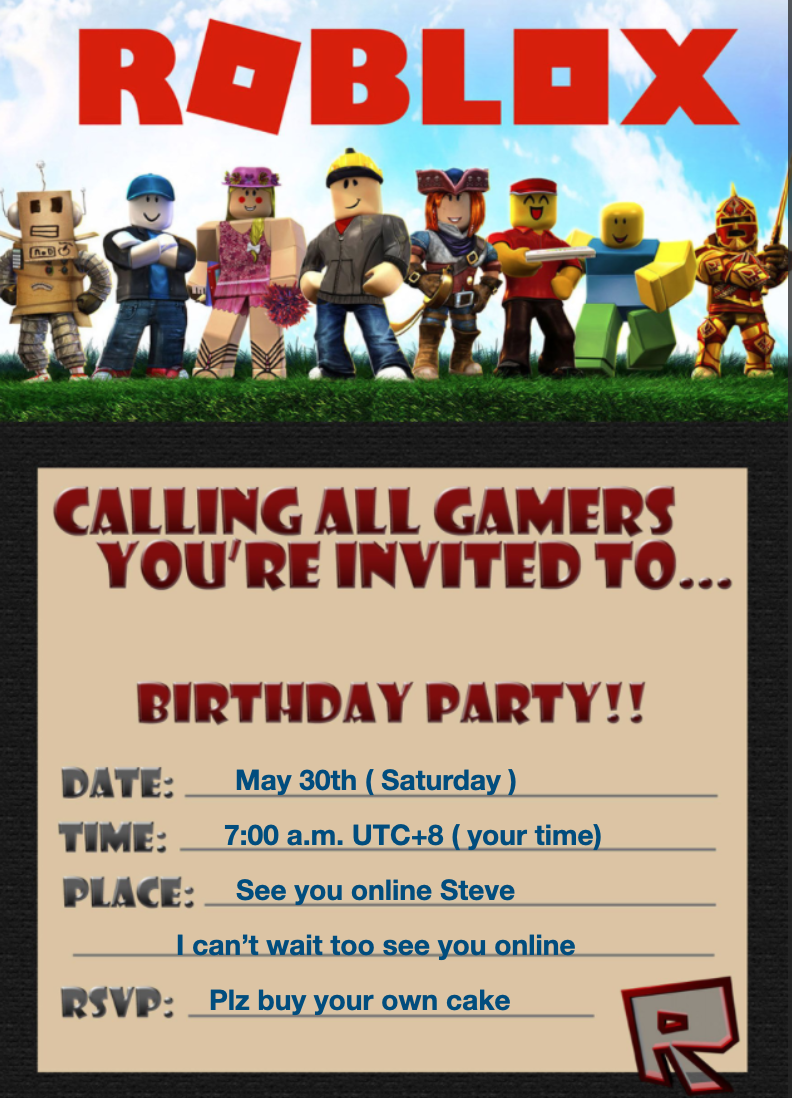 ROBLOX
CALLING ALL GAMERS
YOU'RE INVITED TO...
BIRTHDAY PARTY!!
DATE: May 30th ( Saturday )
TIME: 7:00 a.m. UTC+8 ( your time)
PLACE: See you online Steve
I can't wait too see you online
RSVP: Plz buy your own cake
R